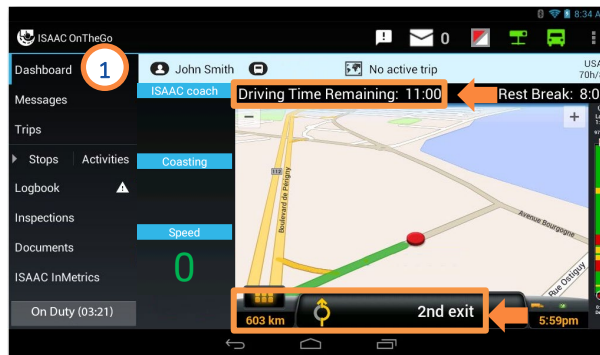 8:34 A
ISAAC OnTheGo
0
Dashboard
1
John Smith
No active trip
USA
70h/
ISAAC coach
Driving Time Remaining: 11:00
Rest Break: 8:0
Messages
Trips
Stops
Activities
Coasting
Logbook
Inspections
Documents
Speed
0
ISAAC InMetrics
On Duty (03:21)
112
Boulevard de Périgny
Avenue Bourgogne
Rue Ostiguy
603 km
2nd exit
5:59pm